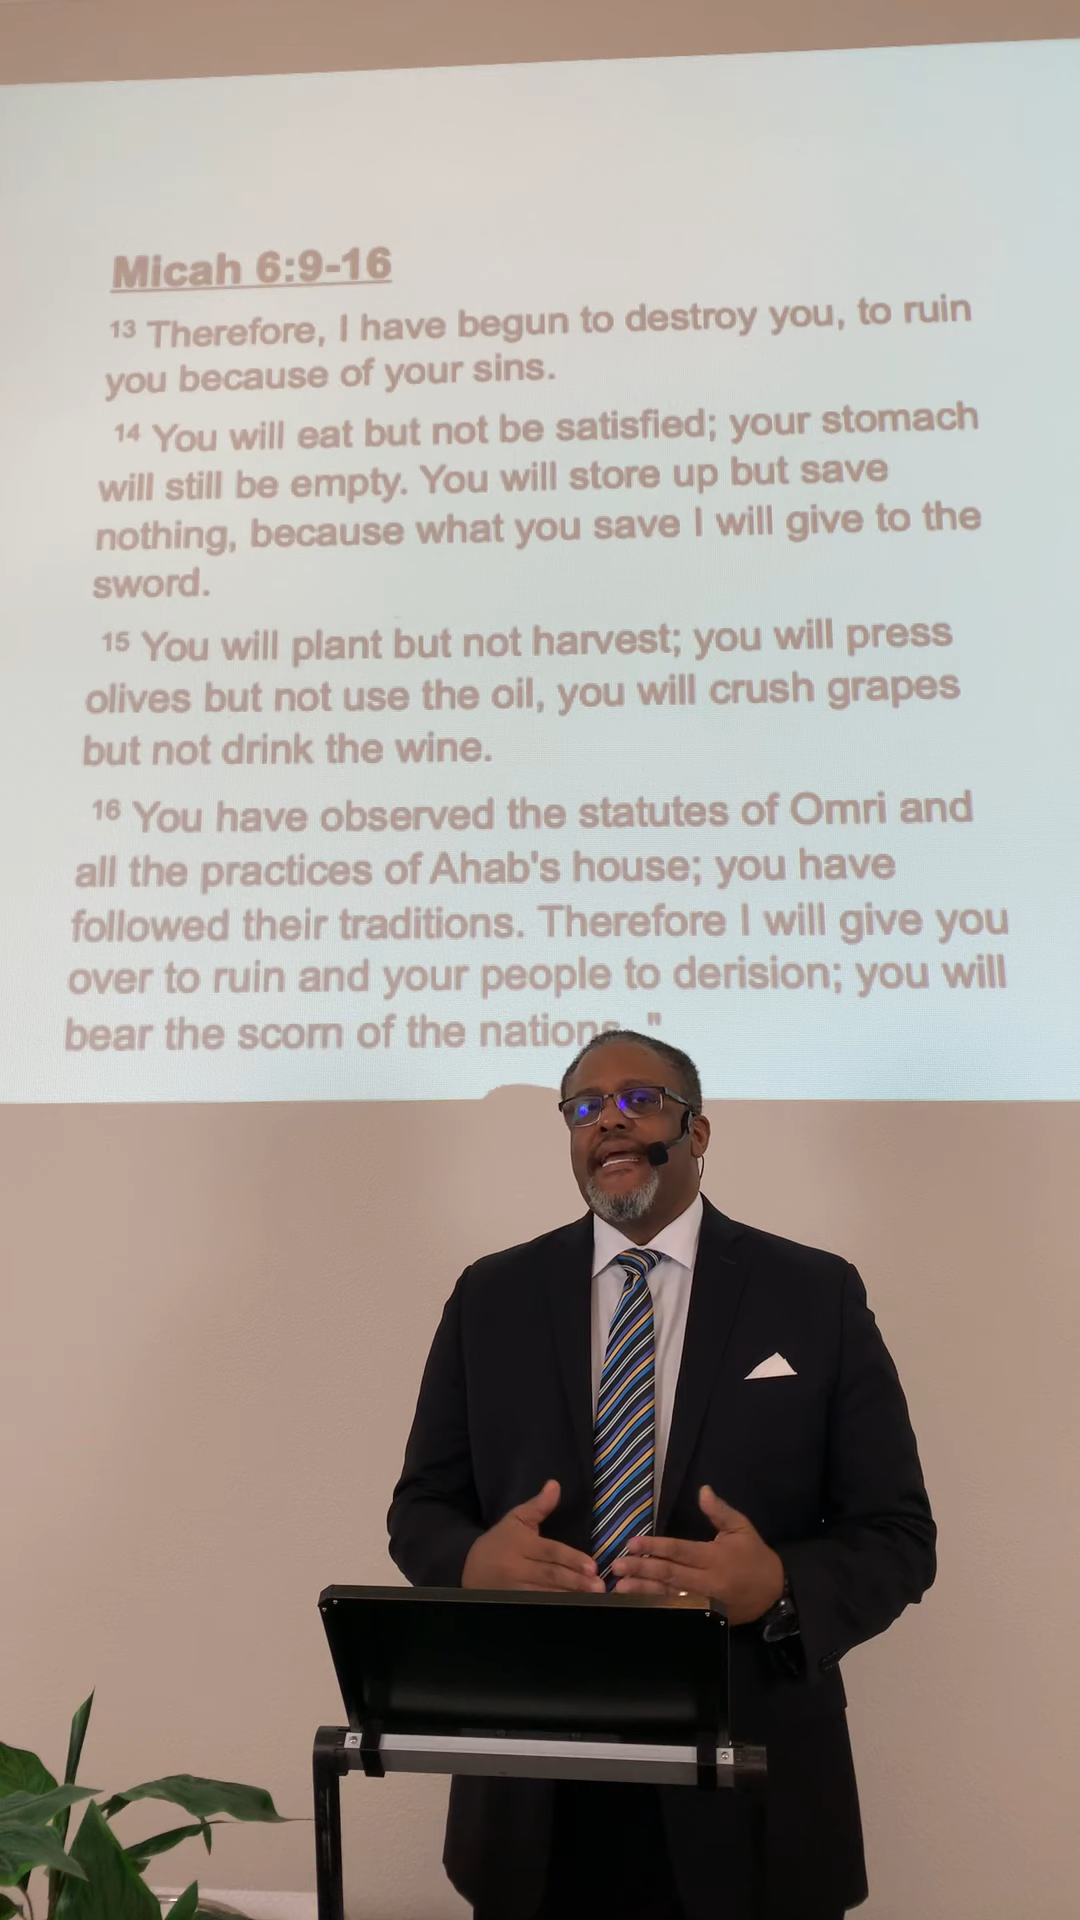 Micah 6:9-16
13 Therefore, I have begun to destroy you, to ruin
you because of your sins.
14 You will eat but not be satisfied; your stomach
will still be empty. You will store up but save
nothing, because what you save I will give to the
sword.
15 You will plant but not harvest; you will press
olives but not use the oil, you will crush grapes
but not drink the wine.
16 You have observed the statutes of Omri and
all the practices of Ahab's house; you have
followed their traditions. Therefore I will give you
over to ruin and your people to derision; you will
bear the scorn of the nations. "